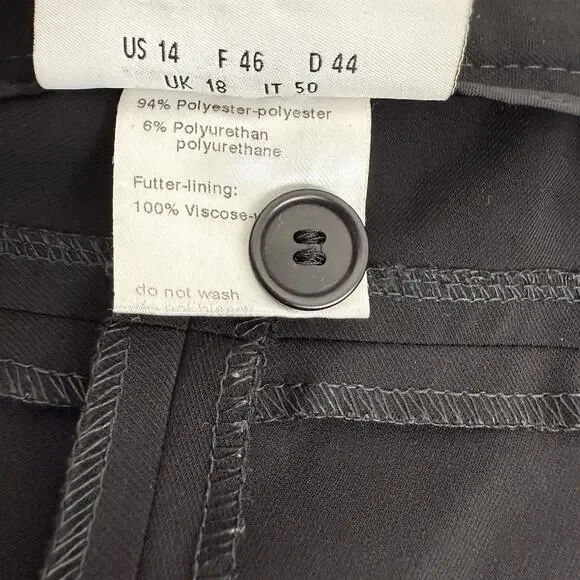 US 14 F 46 D 44
UK 18 IT 50
94% Polyester-polyester
6% Polyurethan
polyurethane
Futter-lining:
100% Viscose-
do not wash